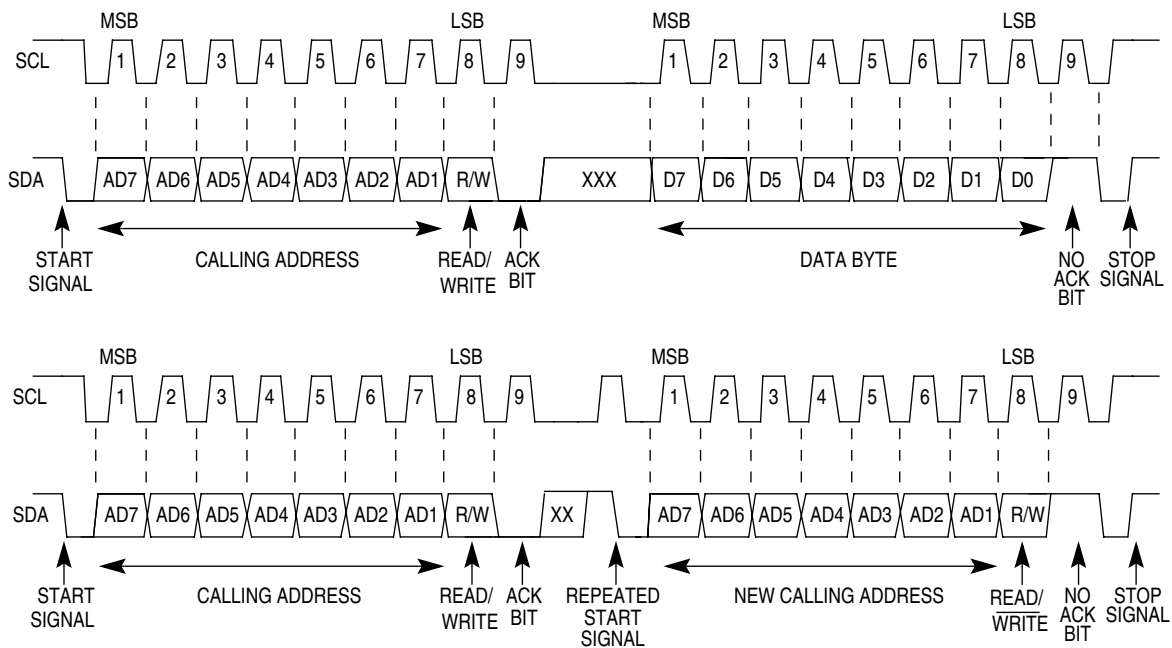 MSB LSB MSB LSB
SCL 1 2 3 4 5 6 7 8 9 1 2 3 4 5 6 7 8 9
SDA AD7 AD6 AD5 AD4 AD3 AD2 AD1 R/W XXX D7 D6 D5 D4 D3 D2 D1 D0
START SIGNAL
CALLING ADDRESS
READ/
WRITE
ACK
BIT
DATA BYTE
NO
ACK
BIT
STOP
SIGNAL
MSB LSB MSB LSB
SCL 1 2 3 4 5 6 7 8 9 1 2 3 4 5 6 7 8 9
SDA AD7 AD6 AD5 AD4 AD3 AD2 AD1 R/W XX AD7 AD6 AD5 AD4 AD3 AD2 AD1 R/W
START
SIGNAL
CALLING ADDRESS
READ/
WRITE
ACK
BIT
REPEATED
START
SIGNAL
NEW CALLING ADDRESS
READ/
WRITE
NO
ACK
BIT
STOP
SIGNAL